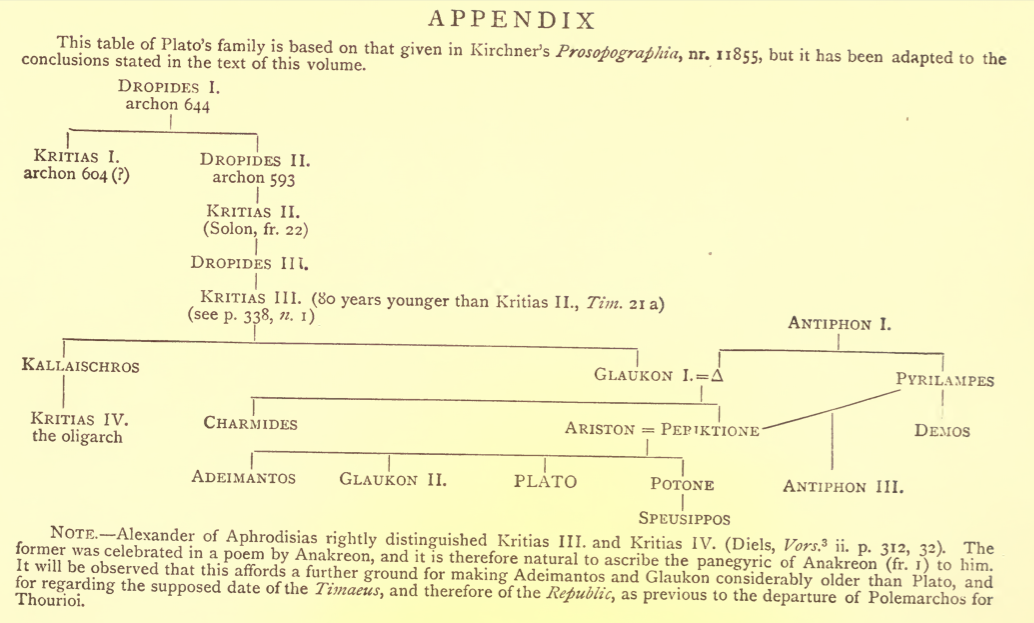 APPENDIX
This table of Plato's family is based on that given in Kirchner's Prosopographia, nr. 11855, but it has been adapted to the
conclusions stated in the text of this volume.
DROPIDES I.
archon 644
KRITIAS I.
archon 604 (?)
DROPIDES II.
archon 593
KRITIAS II.
(Solon, fr. 22)
DROPIDES III.
KRITIAS III. (80 years younger than Kritias II., Tim. 21 a)
(see p. 338, n. 1)
ANTIPHON I.
KALLAISCHROS
GLAUKON I.=Δ
PYRILAMPES
KRITIAS IV.
the oligarch
CHARMIDES
ARISTON = PEPIKTIONE
DEMOS
ADEIMANTOS
GLAUKON II.
PLATO
POTONE
ANTIPHON III.
SPEUSIPPOS
NOTE.—Alexander of Aphrodisias rightly distinguished Kritias III. and Kritias IV. (Diels, Vors.³ ii. p. 312, 32). The
former was celebrated in a poem by Anakreon, and it is therefore natural to ascribe the panegyric of Anakreon (fr. 1) to him.
It will be observed that this affords a further ground for making Adeimantos and Glaukon considerably older than Plato, and
for regarding the supposed date of the Timaeus, and therefore of the Republic, as previous to the departure of Polemarchos for
Thourioi.